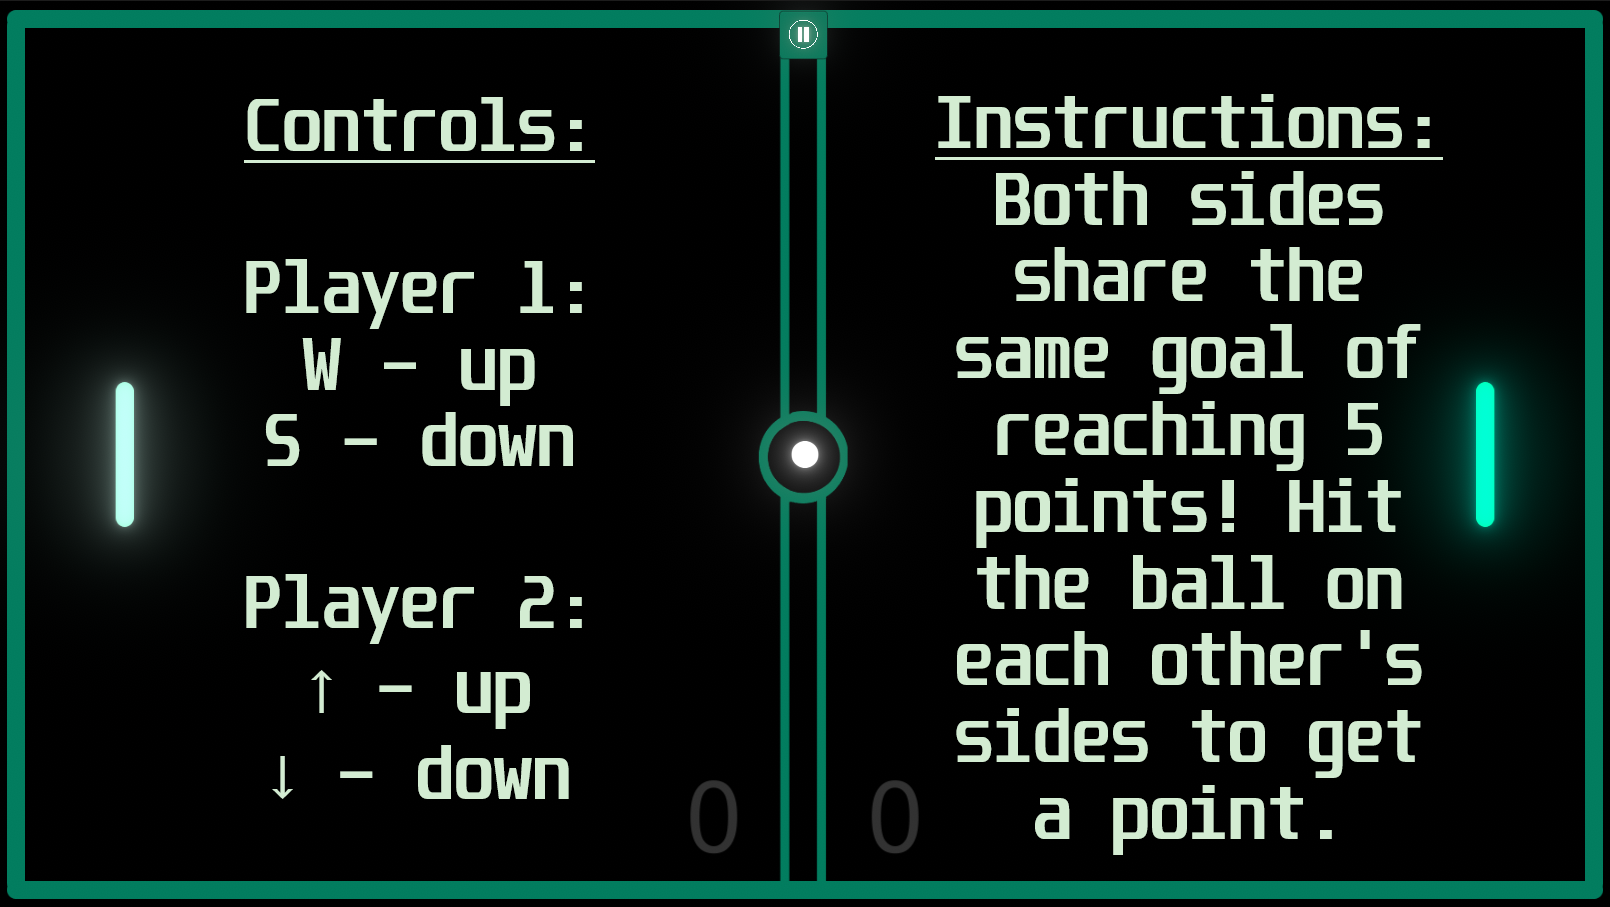 Controls:
Player 1:
W - up
S - down
Player 2:
↑ - up
↓ - down
0
Instructions:
Both sides
share the
same goal of
reaching 5
points! Hit
the ball on
each other's
sides to get
a point.
0